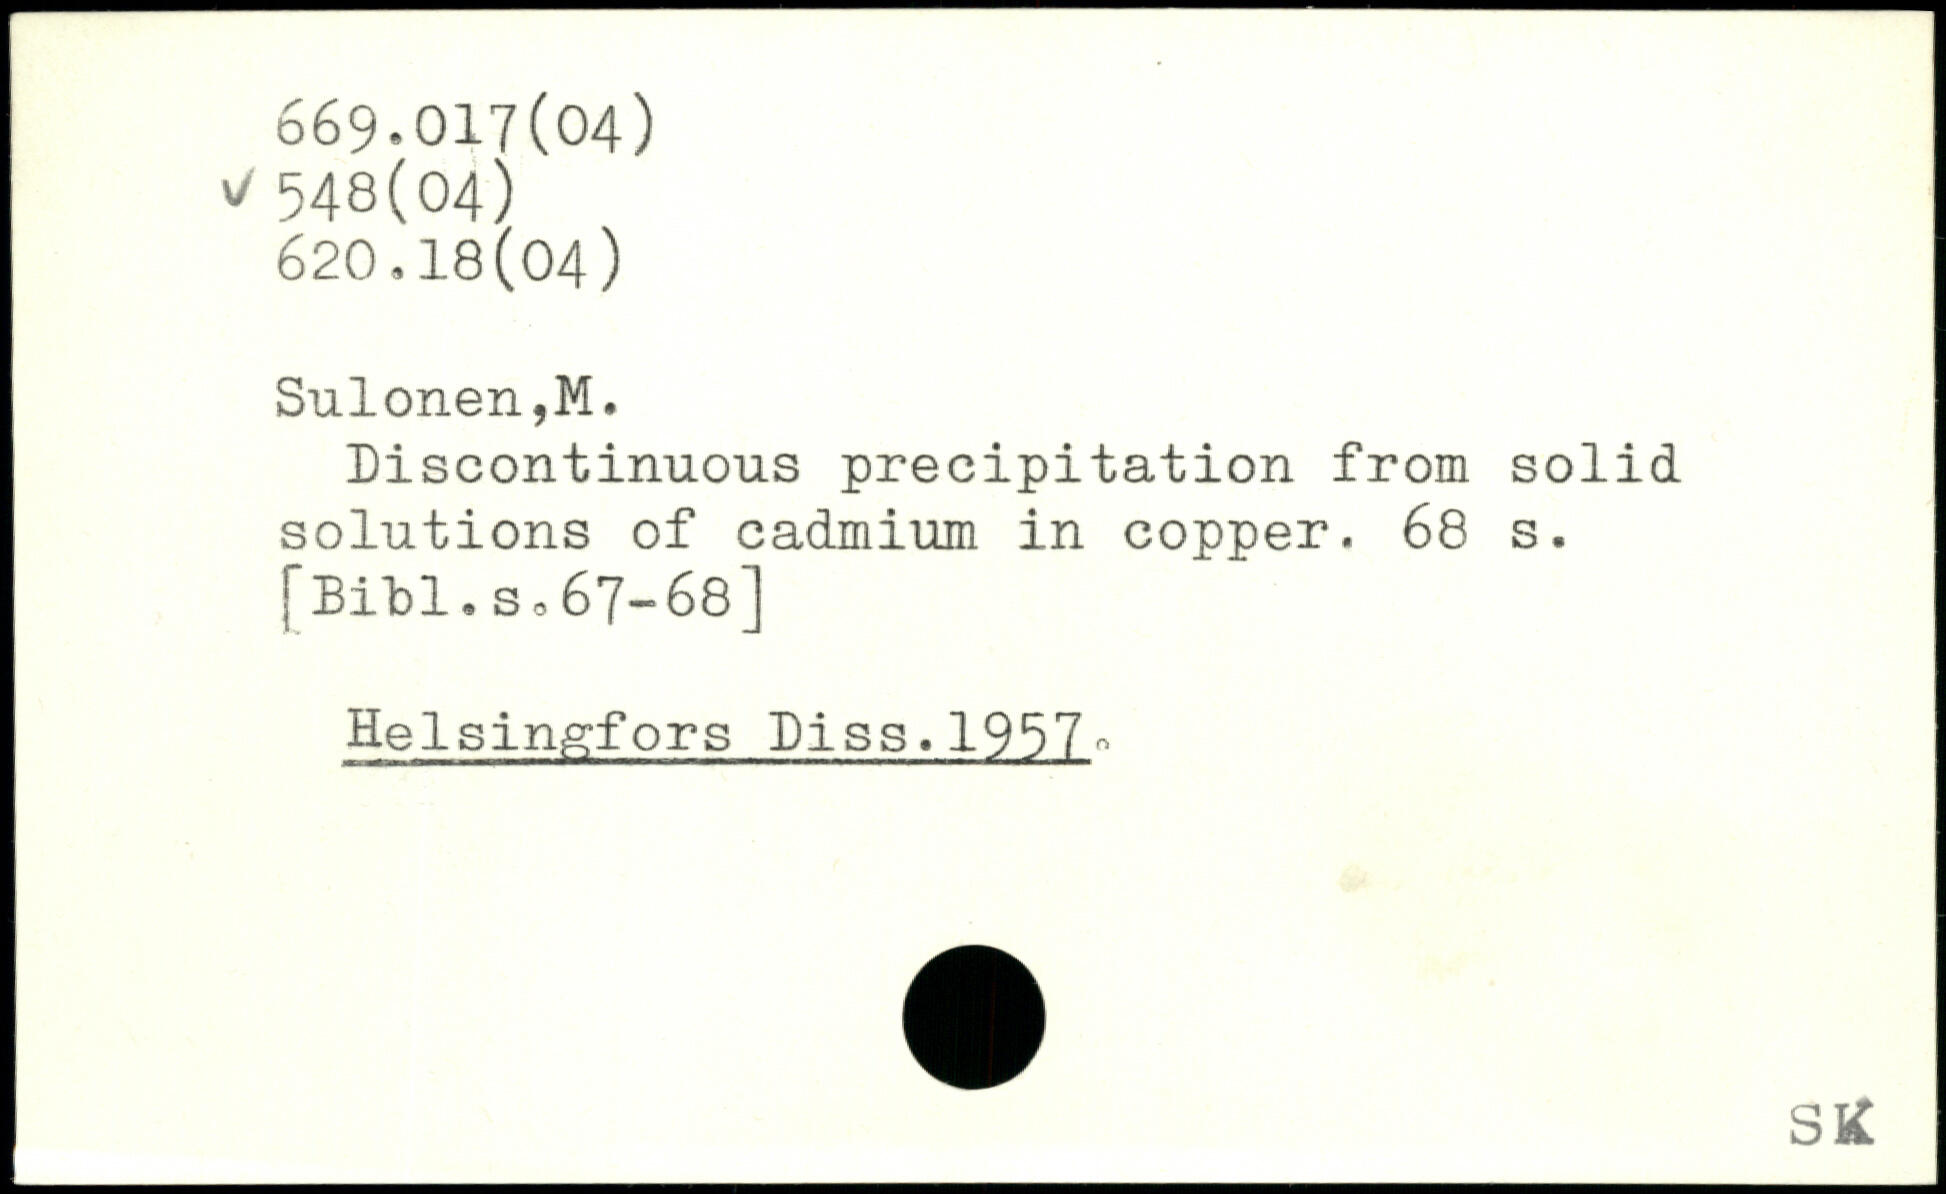 669.017(04)
✓ 548(04)
620.18(04)
Sulonen,M.
Discontinuous precipitation from solid
solutions of cadmium in copper. 68 s.
[Bibl.s.67-68]
Helsingfors Diss.1957.
SK